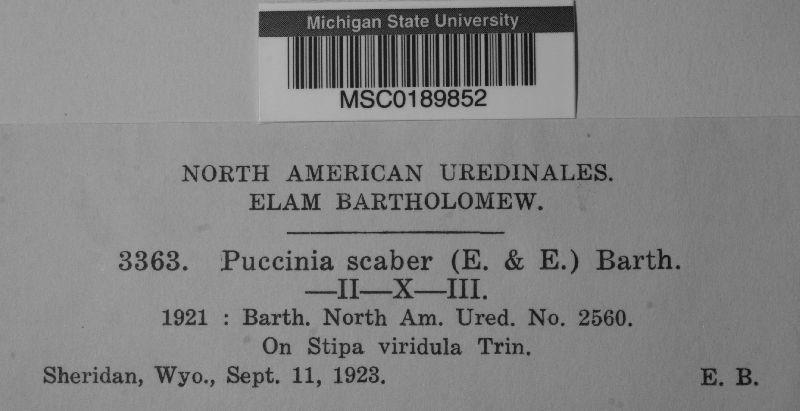 Michigan State University
MSC0189852
NORTH AMERICAN UREDINALES.
ELAM BARTHOLOMEW.
3363. Puccinia scaber (E. & E.) Barth.
—II—X—III.
1921 : Barth. North Am. Ured. No. 2560.
On Stipa viridula Trin.
Sheridan, Wyo., Sept. 11, 1923. E. B.